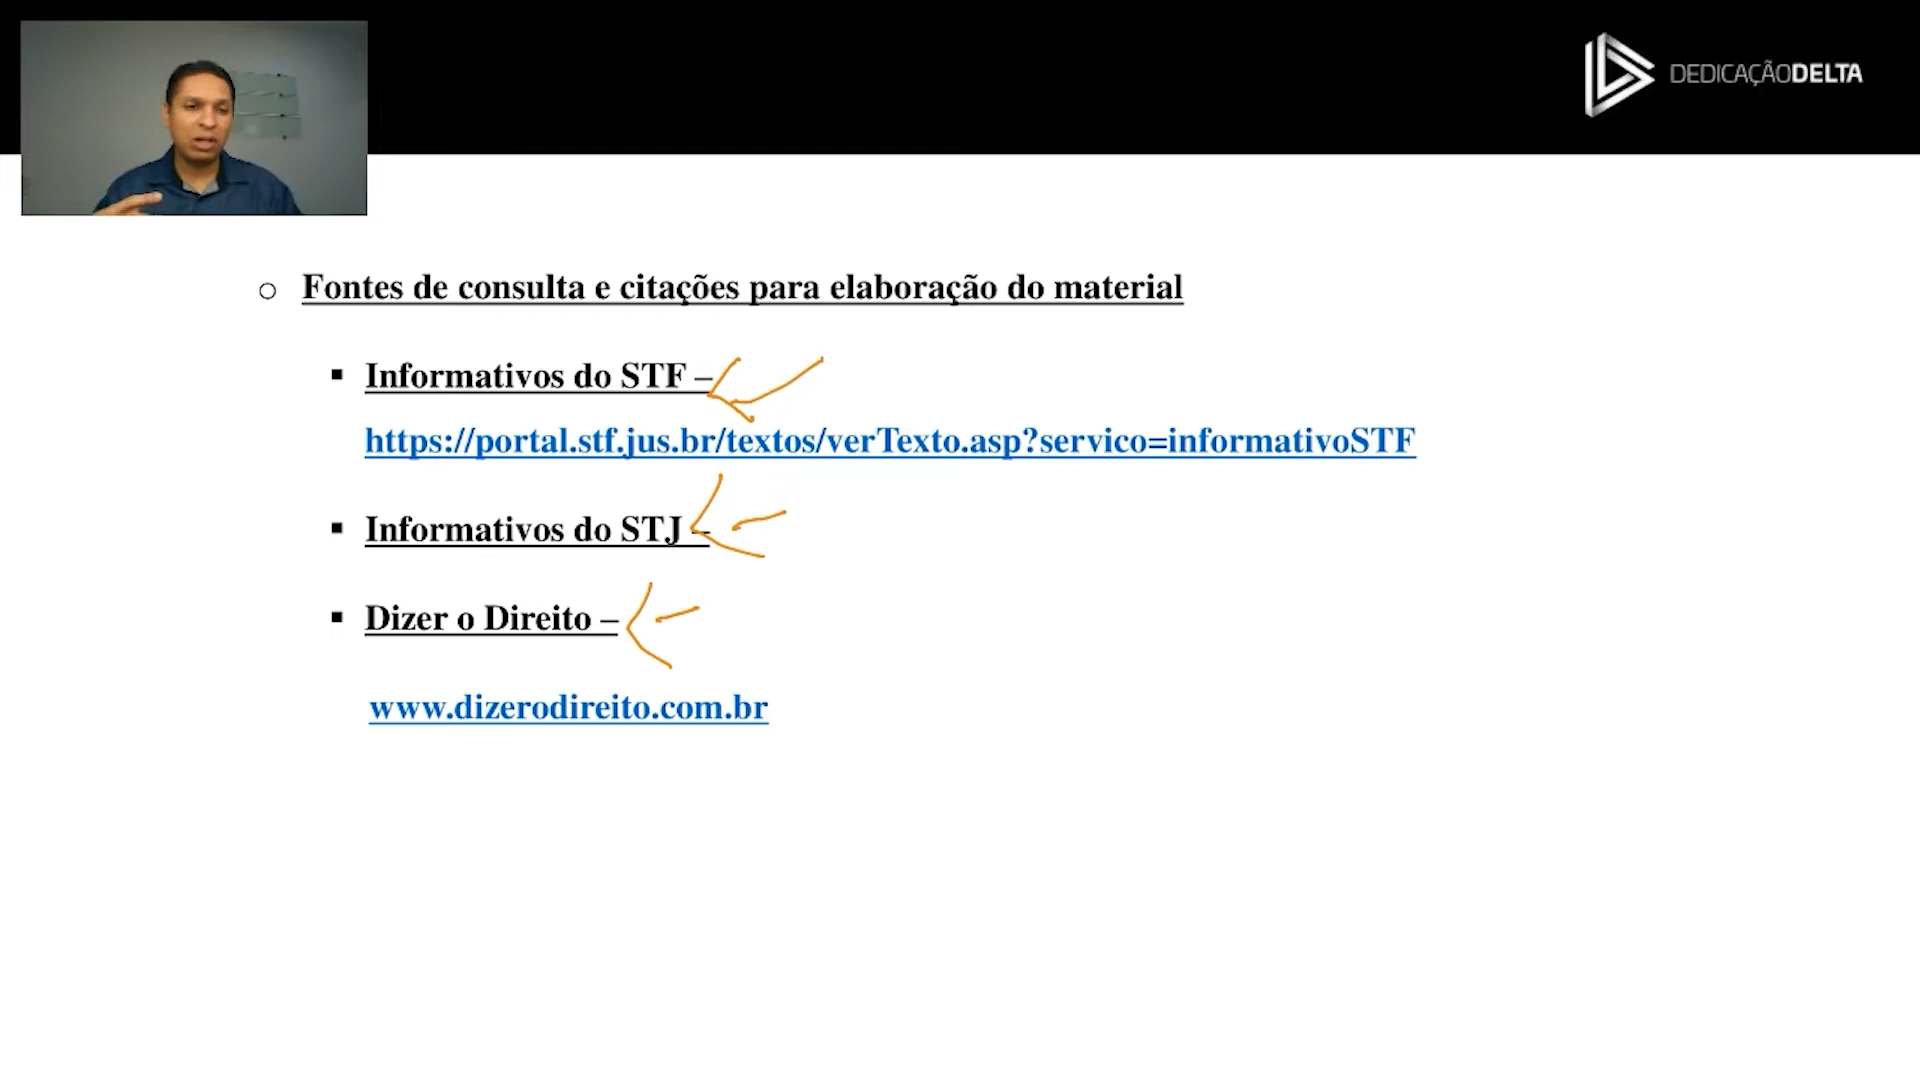 DEDICAÇÃODELTA
Fontes de consulta e citações para elaboração do material
Informativos do STF –
https://portal.stf.jus.br/textos/verTexto.asp?servico=informativoSTF
Informativos do STJ –
Dizer o Direito –
www.dizerodireito.com.br